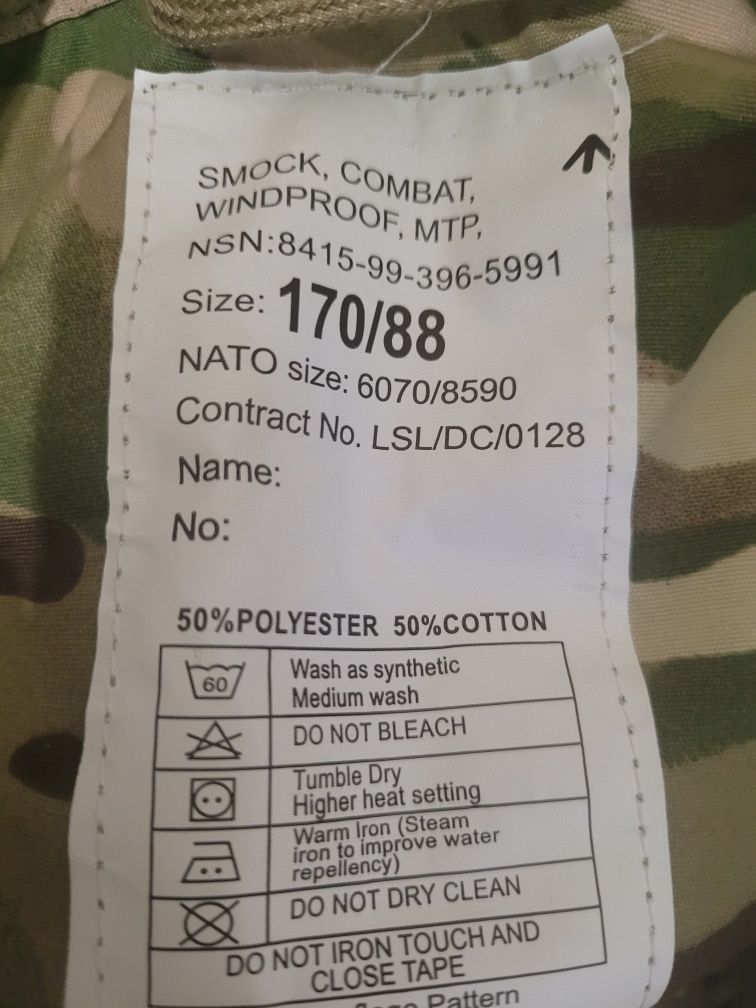 SMOCK, COMBAT,
WINDPROOF, MTP,
NSN:8415-99-396-5991
Size: 170/88
NATO size: 6070/8590
Contract No. LSL/DC/0128
Name:
No:
50%POLYESTER 50%COTTON
60
Wash as synthetic
Medium wash
DO NOT BLEACH
Tumble Dry
Higher heat setting
Warm Iron (Steam
iron to improve water
repellency)
DO NOT DRY CLEAN
DO NOT IRON TOUCH AND
CLOSE TAPE
Pattern